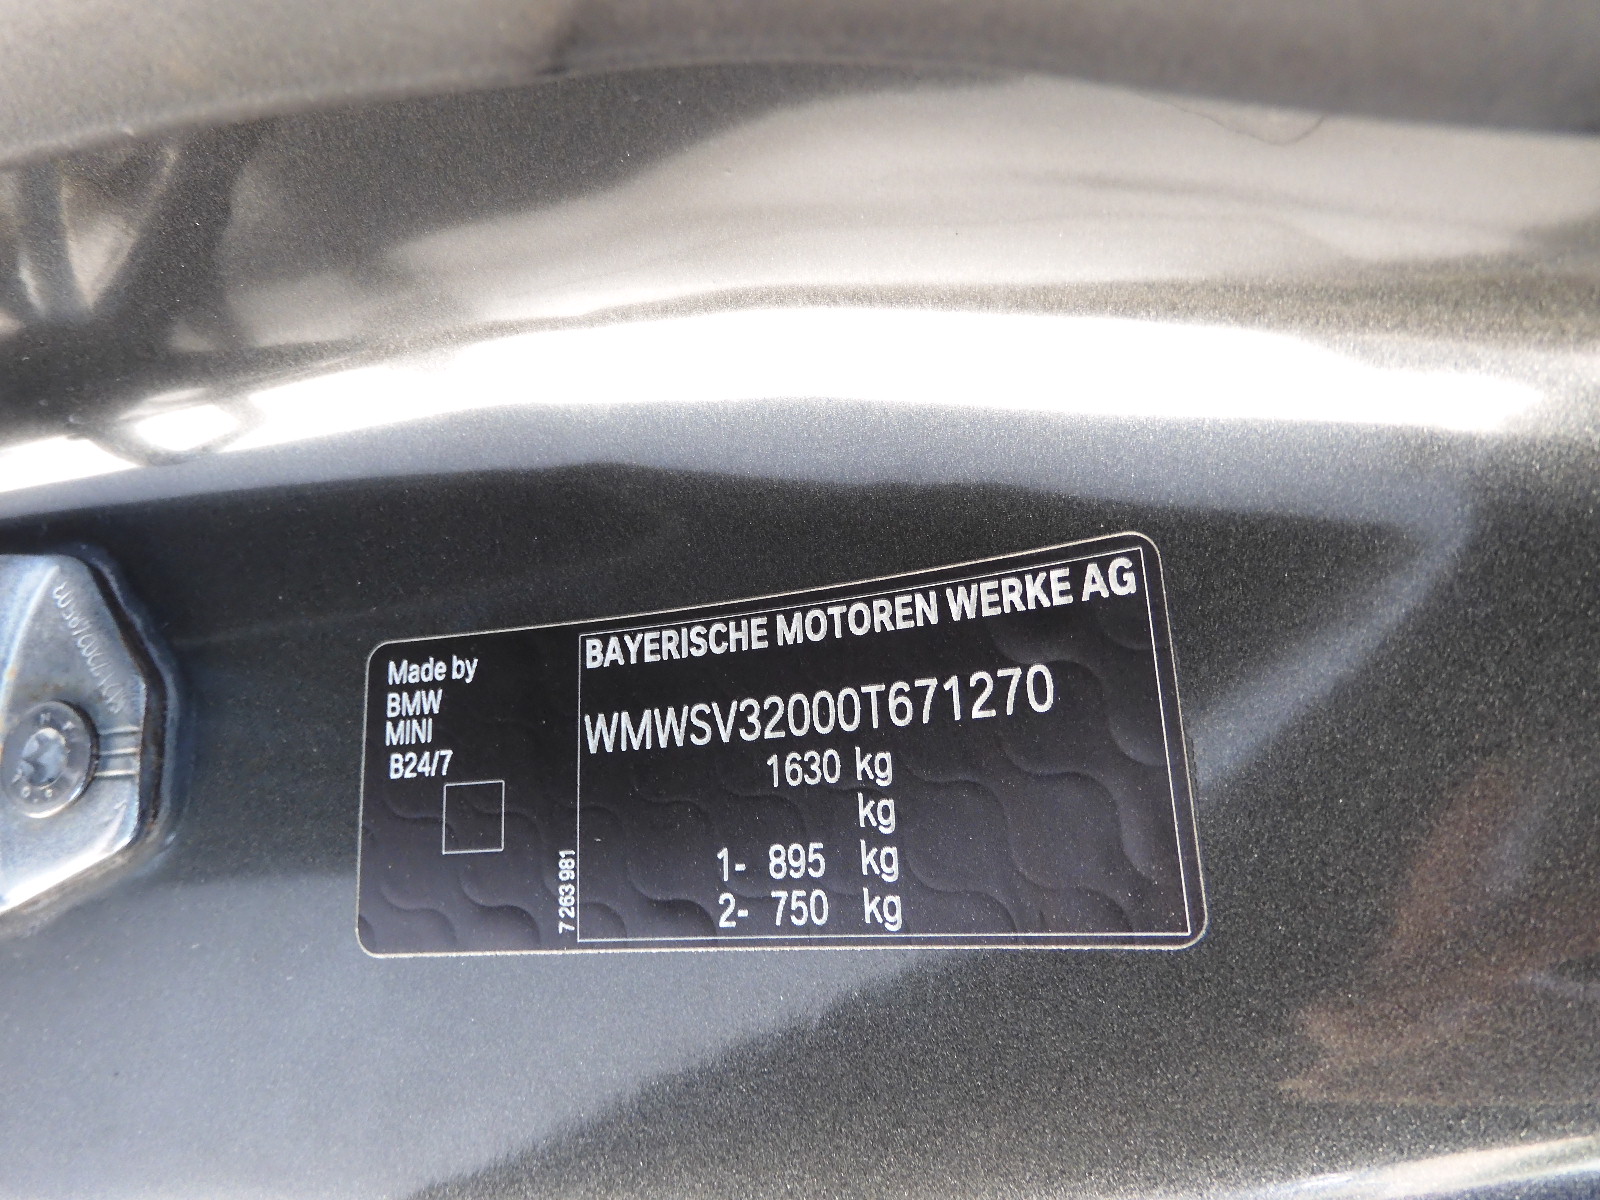 Made by
BMW
MINI
B24/7
7 263 981
BAYERISCHE MOTOREN WERKE AG
WMWSV32000T671270
1630 kg
kg
1- 895 kg
2- 750 kg